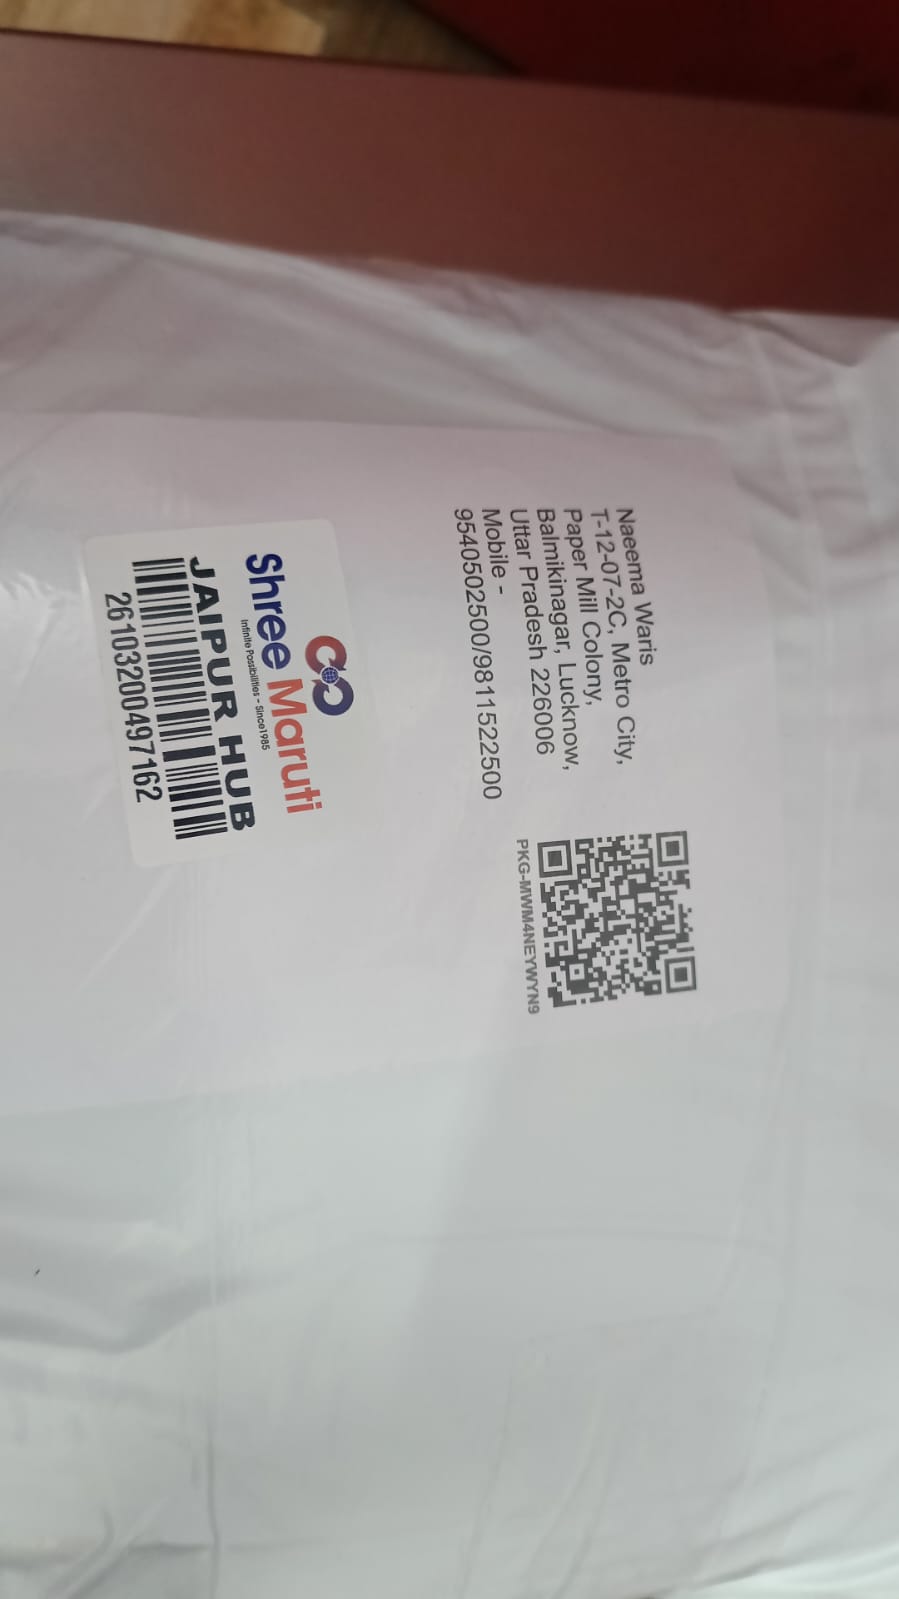 Naeema Waris
T-12-07-2C, Metro City,
Paper Mill Colony,
Balmikinagar, Lucknow,
Uttar Pradesh 226006
Mobile -
9540502500/9811522500
PKG-MWM4NEYWYN9
Shree Maruti
Infinite Possibilities - Since1985
JAIPUR HUB
26103200497162